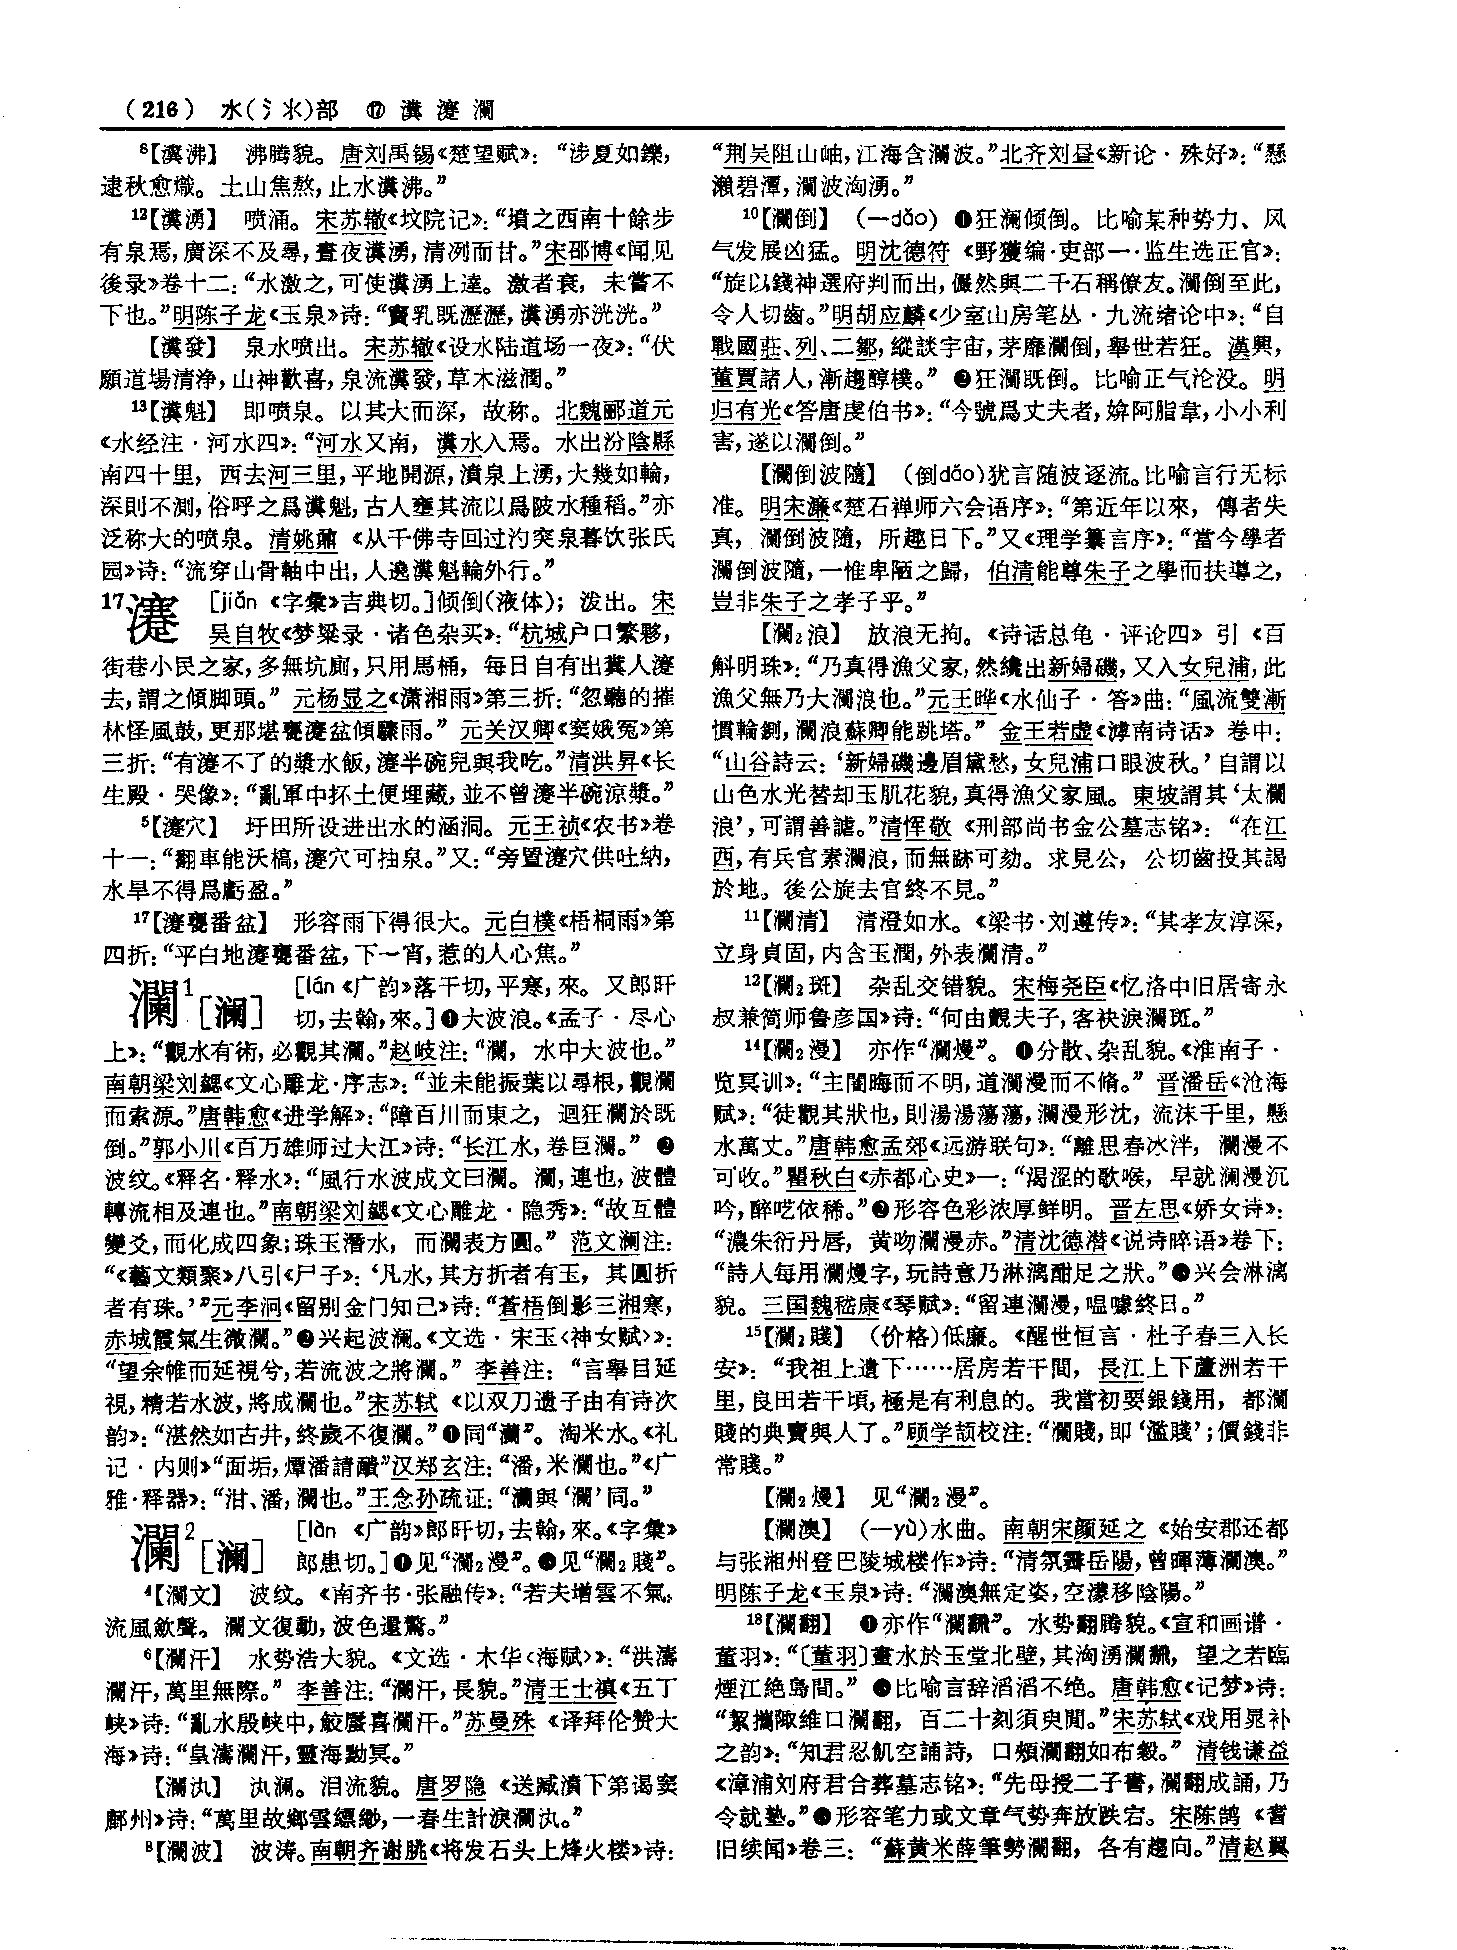 (216) 水(氵氺)部 ⑰ 瀵瀽瀾
⁸【瀵沸】 沸腾貌。唐刘禹锡《楚望赋》：“涉夏如鑠，
逮秋愈熾。土山焦熬，止水瀵沸。”
¹²【瀵湧】 喷涌。宋苏辙《坟院记》：“墳之西南十餘步
有泉焉，廣深不及尋，晝夜瀵湧，清冽而甘。”宋邵博《闻见
後录》卷十二：“水激之，可使瀵湧上達。激者衰，未嘗不
下也。”明陈子龙《玉泉》诗：“竇乳既瀝瀝，瀵湧亦洸洸。”
【瀵發】 泉水喷出。宋苏辙《设水陆道场一夜》：“伏
願道場清净，山神歡喜，泉流瀵發，草木滋潤。”
¹³【瀵魁】 即喷泉。以其大而深，故称。北魏郦道元
《水经注·河水四》：“河水又南，瀵水入焉。水出汾陰縣
南四十里，西去河三里，平地開源，濆泉上湧，大幾如輪，
深則不測，俗呼之爲瀵魁，古人壅其流以爲陂水種稻。”亦
泛称大的喷泉。清姚鼐《从千佛寺回过趵突泉暮饮张氏
园》诗：“流穿山骨軸中出，人遶瀵魁輪外行。”
17、瀽 [jiǎn《字彙》吉典切。]倾倒(液体)；泼出。宋
吴自牧《梦粱录·诸色杂买》：“杭城户口繁夥，
街巷小民之家，多無坑厠，只用馬桶，每日自有出糞人瀽
去，謂之傾脚頭。”元杨显之《潇湘雨》第三折：“忽聽的摧
林怪風鼓，更那堪甕瀽盆傾驟雨。”元关汉卿《窦娥冤》第
三折：“有瀽不了的漿水飯，瀽半碗兒與我吃。”清洪昇《长
生殿·哭像》：“亂軍中抔土便埋藏，並不曾瀽半碗涼漿。”
⁵【瀽穴】 圩田所设进出水的涵洞。元王祯《农书》卷
十一：“翻車能沃槁，瀽穴可抽泉。”又：“旁置瀽穴供吐納，
水旱不得爲虧盈。”
¹⁷【瀽甕番盆】 形容雨下得很大。元白樸《梧桐雨》第
四折：“平白地瀽甕番盆，下一宵，惹的人心焦。”
瀾¹[澜] [lán《广韵》落干切，平寒，來。又郎旰
切，去翰，來。]❶大波浪。《孟子·尽心
上》：“觀水有術，必觀其瀾。”赵岐注：“瀾，水中大波也。”
南朝梁刘勰《文心雕龙·序志》：“並未能振葉以尋根，觀瀾
而索源。”唐韩愈《进学解》：“障百川而東之，迴狂瀾於既
倒。”郭小川《百万雄师过大江》诗：“长江水，卷巨澜。” ❷
波纹。《释名·释水》：“風行水波成文曰瀾。瀾，連也，波體
轉流相及連也。”南朝梁刘勰《文心雕龙·隐秀》：“故互體
變爻，而化成四象；珠玉潛水，而瀾表方圓。”范文澜注：
“《藝文類聚》八引《尸子》：‘凡水，其方折者有玉，其圓折
者有珠。’”元李泂《留别金门知己》诗：“蒼梧倒影三湘寒，
赤城霞氣生微瀾。”❸兴起波澜。《文选·宋玉〈神女赋〉》：
“望余帷而延視兮，若流波之將瀾。”李善注：“言舉目延
視，精若水波，將成瀾也。”宋苏轼《以双刀遗子由有诗次
韵》：“湛然如古井，終歲不復瀾。”❹同“灡”。淘米水。《礼
记·内则》“面垢，燂潘請靧”汉郑玄注：“潘，米瀾也。”《广
雅·释器》：“泔、潘，瀾也。”王念孙疏证：“灡與‘瀾’同。”
瀾²[澜] [làn《广韵》郎旰切，去翰，來。《字彙》
郎患切。]❶见“瀾₂漫”。❷见“瀾₂賤”。
⁴【瀾文】 波纹。《南齐书·张融传》：“若夫增雲不氣，
流風歛聲。瀾文復動，波色還驚。”
⁶【瀾汗】 水势浩大貌。《文选·木华〈海赋〉》：“洪濤
瀾汗，萬里無際。”李善注：“瀾汗，長貌。”清王士禛《五丁
峡》诗：“亂水殷峽中，鮫蜃喜瀾汗。”苏曼殊《译拜伦赞大
海》诗：“皇濤瀾汗，靈海黝冥。”
【瀾汍】 汍澜。泪流貌。唐罗隐《送臧濆下第谒窦
鄜州》诗：“萬里故鄉雲縹緲，一春生計淚瀾汍。”
⁸【瀾波】 波涛。南朝齐谢朓《将发石头上烽火楼》诗：
“荆吴阻山岫，江海含瀾波。”北齐刘昼《新论·殊好》：“懸
瀨碧潭，瀾波洶湧。”
¹⁰【瀾倒】 (—dǎo) ❶狂澜倾倒。比喻某种势力、风
气发展凶猛。明沈德符《野獲编·吏部一·监生选正官》：
“旋以錢神選府判而出，儼然與二千石稱僚友。瀾倒至此，
令人切齒。”明胡应麟《少室山房笔丛·九流绪论中》：“自
戰國莊、列、二鄒，縱談宇宙，茅靡瀾倒，舉世若狂。漢興，
董賈諸人，漸趨醇樸。” ❷狂瀾既倒。比喻正气沦没。明
归有光《答唐虔伯书》：“今號爲丈夫者，媕阿脂韋，小小利
害，遂以瀾倒。”
【瀾倒波隨】 (倒dǎo)犹言随波逐流。比喻言行无标
准。明宋濂《楚石禅师六会语序》：“第近年以來，傳者失
真，瀾倒波隨，所趣日下。”又《理学纂言序》：“當今學者
瀾倒波隨，一惟卑陋之歸，伯清能尊朱子之學而扶導之，
豈非朱子之孝子乎。”
【瀾₂浪】 放浪无拘。《诗话总龟·评论四》引《百
斛明珠》：“乃真得漁父家，然纔出新婦磯，又入女兒浦，此
漁父無乃大瀾浪也。”元王晔《水仙子·答》曲：“風流雙漸
慣輪鍘，瀾浪蘇卿能跳塔。”金王若虚《滹南诗话》卷中：
“山谷詩云：‘新婦磯邊眉黛愁，女兒浦口眼波秋。’自謂以
山色水光替却玉肌花貌，真得漁父家風。東坡謂其‘太瀾
浪’，可謂善謔。”清恽敬《刑部尚书金公墓志铭》：“在江
西，有兵官素瀾浪，而無跡可劾。求見公，公切齒投其謁
於地。後公旋去官終不見。”
¹¹【瀾清】 清澄如水。《梁书·刘遵传》：“其孝友淳深，
立身貞固，内含玉潤，外表瀾清。”
¹²【瀾₂斑】 杂乱交错貌。宋梅尧臣《忆洛中旧居寄永
叔兼简师鲁彦国》诗：“何由覿夫子，客袂淚瀾斑。”
¹⁴【瀾₂漫】 亦作“瀾熳”。❶分散、杂乱貌。《淮南子·
览冥训》：“主闇晦而不明，道瀾漫而不脩。”晋潘岳《沧海
赋》：“徒觀其狀也，則湯湯蕩蕩，瀾漫形沈，流沫千里，懸
水萬丈。”唐韩愈孟郊《远游联句》：“離思春冰泮，瀾漫不
可收。”瞿秋白《赤都心史》一：“渴涩的歌喉，早就澜漫沉
吟，醉呓依稀。”❷形容色彩浓厚鲜明。晋左思《娇女诗》：
“濃朱衍丹唇，黄吻瀾漫赤。”清沈德潜《说诗晬语》卷下：
“詩人每用瀾熳字，玩詩意乃淋漓酣足之狀。”❸兴会淋漓
貌。三国魏嵇康《琴赋》：“留連瀾漫，嗢噱終日。”
¹⁵【瀾₂賤】 (价格)低廉。《醒世恒言·杜子春三入长
安》：“我祖上遺下……居房若干間，長江上下蘆洲若干
里，良田若干頃，極是有利息的。我當初要銀錢用，都瀾
賤的典賣與人了。”顾学颉校注：“瀾賤，即‘濫賤’；價錢非
常賤。”
【瀾₂熳】 见“瀾₂漫”。
【瀾澳】 (—yù)水曲。南朝宋颜延之《始安郡还都
与张湘州登巴陵城楼作》诗：“清氛霽岳陽，曾暉薄瀾澳。”
明陈子龙《玉泉》诗：“瀾澳無定姿，空濛移陰陽。”
¹⁸【瀾翻】 ❶亦作“瀾飜”。水势翻腾貌。《宣和画谱·
董羽》：“〔董羽〕畫水於玉堂北壁，其洶湧瀾飜，望之若臨
煙江絶島間。” ❷比喻言辞滔滔不绝。唐韩愈《记梦》诗：
“挈攜陬維口瀾翻，百二十刻須臾間。”宋苏轼《戏用晁补
之韵》：“知君忍飢空誦詩，口頰瀾翻如布穀。”清钱谦益
《漳浦刘府君合葬墓志铭》：“先母授二子書，瀾翻成誦，乃
令就塾。”❸形容笔力或文章气势奔放跌宕。宋陈鹄《耆
旧续闻》卷三：“蘇黄米薛筆勢瀾翻，各有趨向。”清赵翼